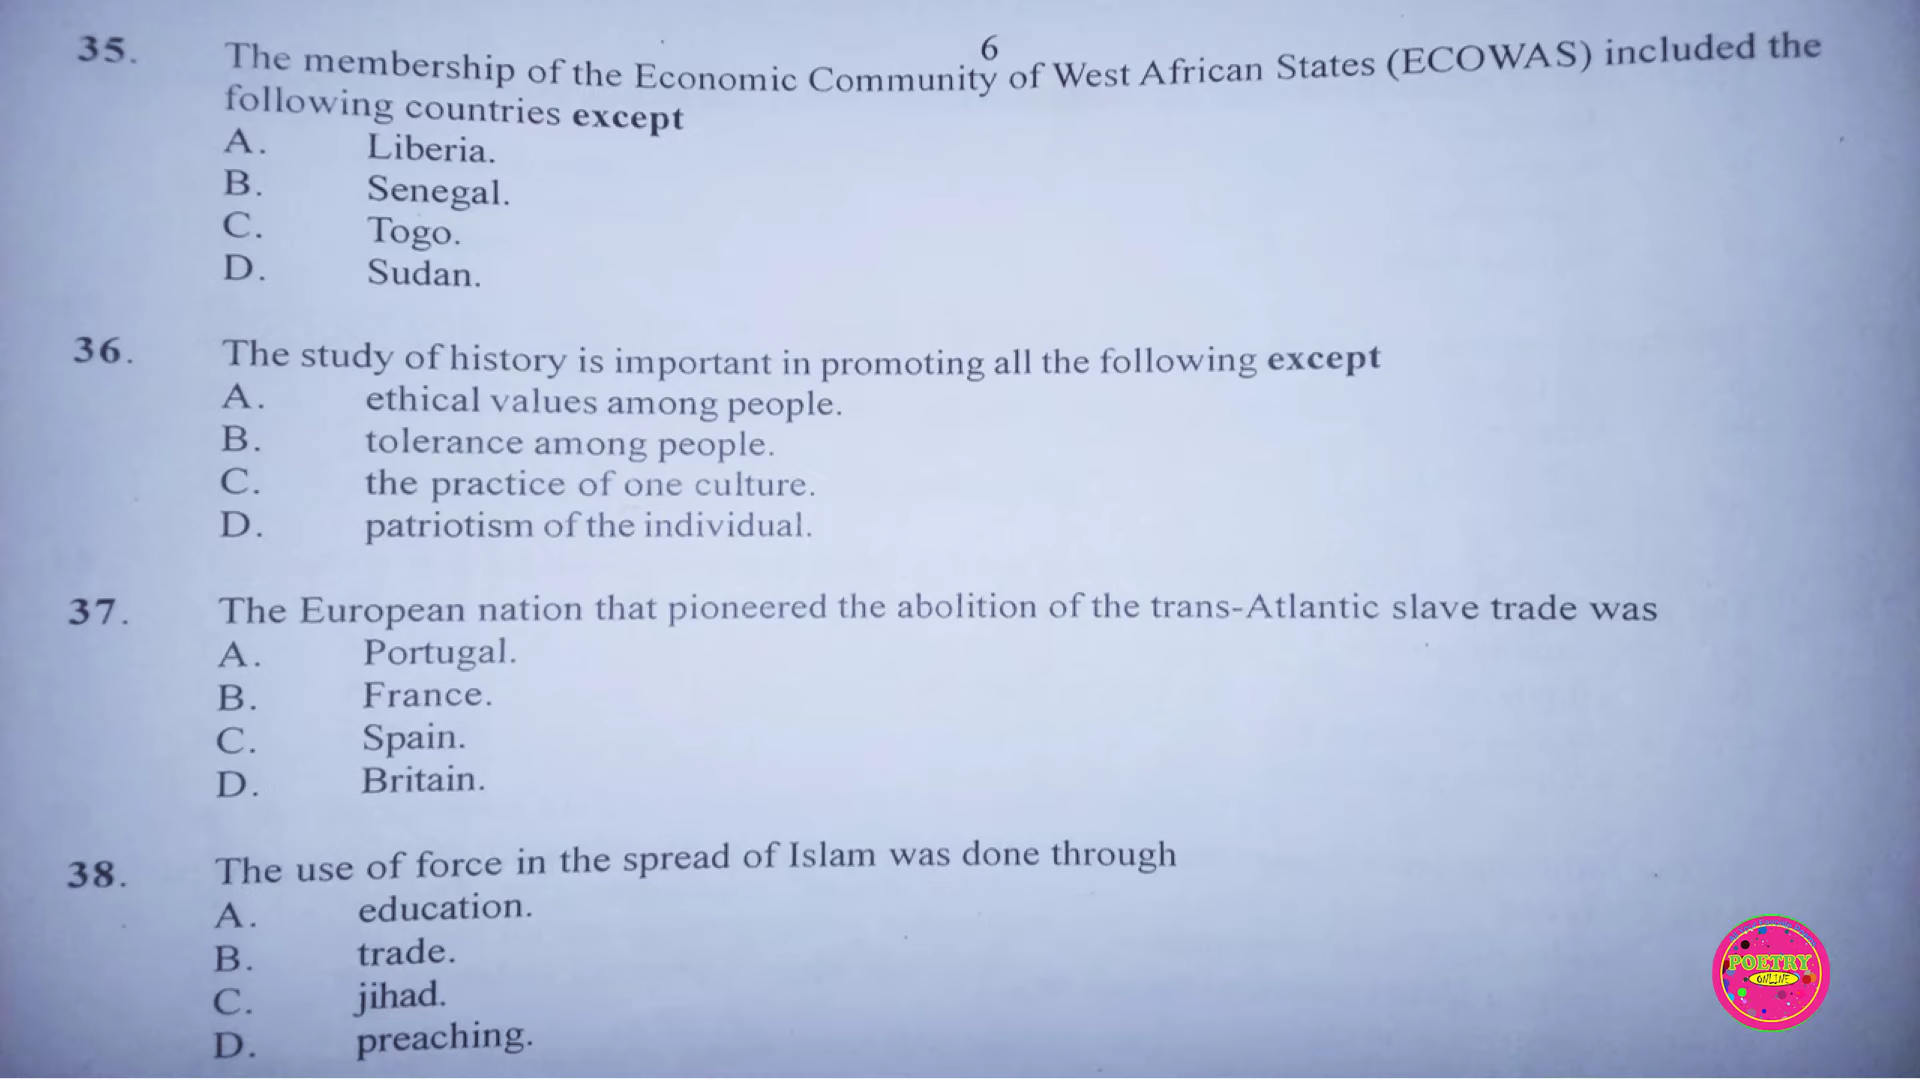 6
35. The membership of the Economic Community of West African States (ECOWAS) included the
following countries except
A. Liberia.
B. Senegal.
C. Togo.
D. Sudan.
36. The study of history is important in promoting all the following except
A. ethical values among people.
B. tolerance among people.
C. the practice of one culture.
D. patriotism of the individual.
37. The European nation that pioneered the abolition of the trans-Atlantic slave trade was
A. Portugal.
B. France.
C. Spain.
D. Britain.
38. The use of force in the spread of Islam was done through
A. education.
B. trade.
C. jihad.
D. preaching.
POETRY
ONLINE